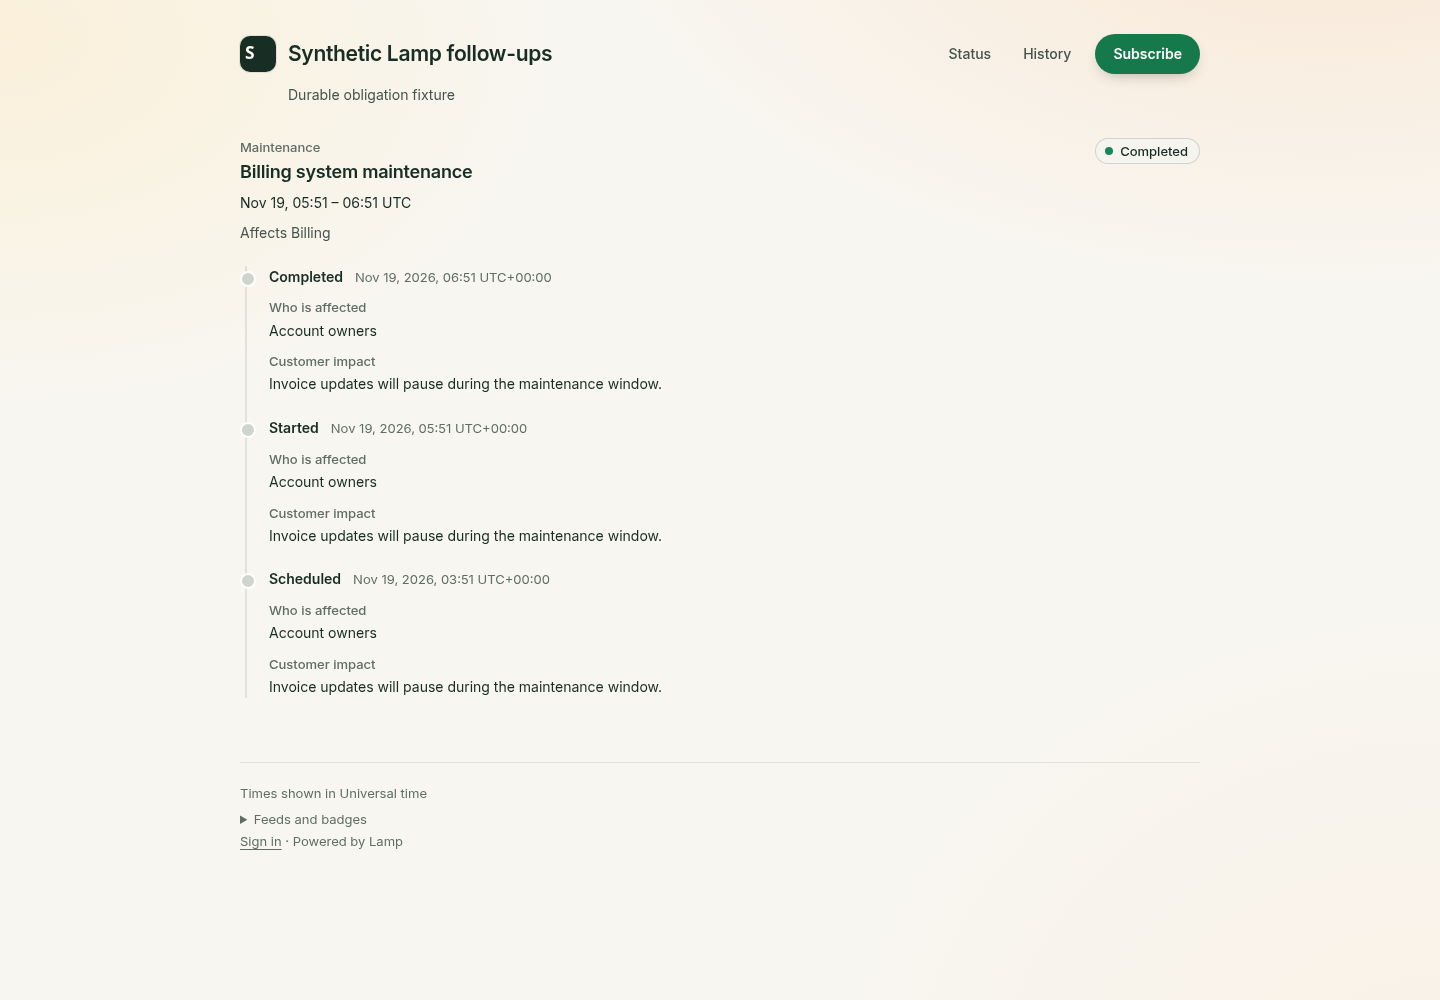 S
Synthetic Lamp follow-ups
Status
History
Subscribe
Durable obligation fixture
Maintenance
Completed
Billing system maintenance
Nov 19, 05:51 – 06:51 UTC
Affects Billing
Completed Nov 19, 2026, 06:51 UTC+00:00
Who is affected
Account owners
Customer impact
Invoice updates will pause during the maintenance window.
Started Nov 19, 2026, 05:51 UTC+00:00
Who is affected
Account owners
Customer impact
Invoice updates will pause during the maintenance window.
Scheduled Nov 19, 2026, 03:51 UTC+00:00
Who is affected
Account owners
Customer impact
Invoice updates will pause during the maintenance window.
Times shown in Universal time
Feeds and badges
Sign in · Powered by Lamp